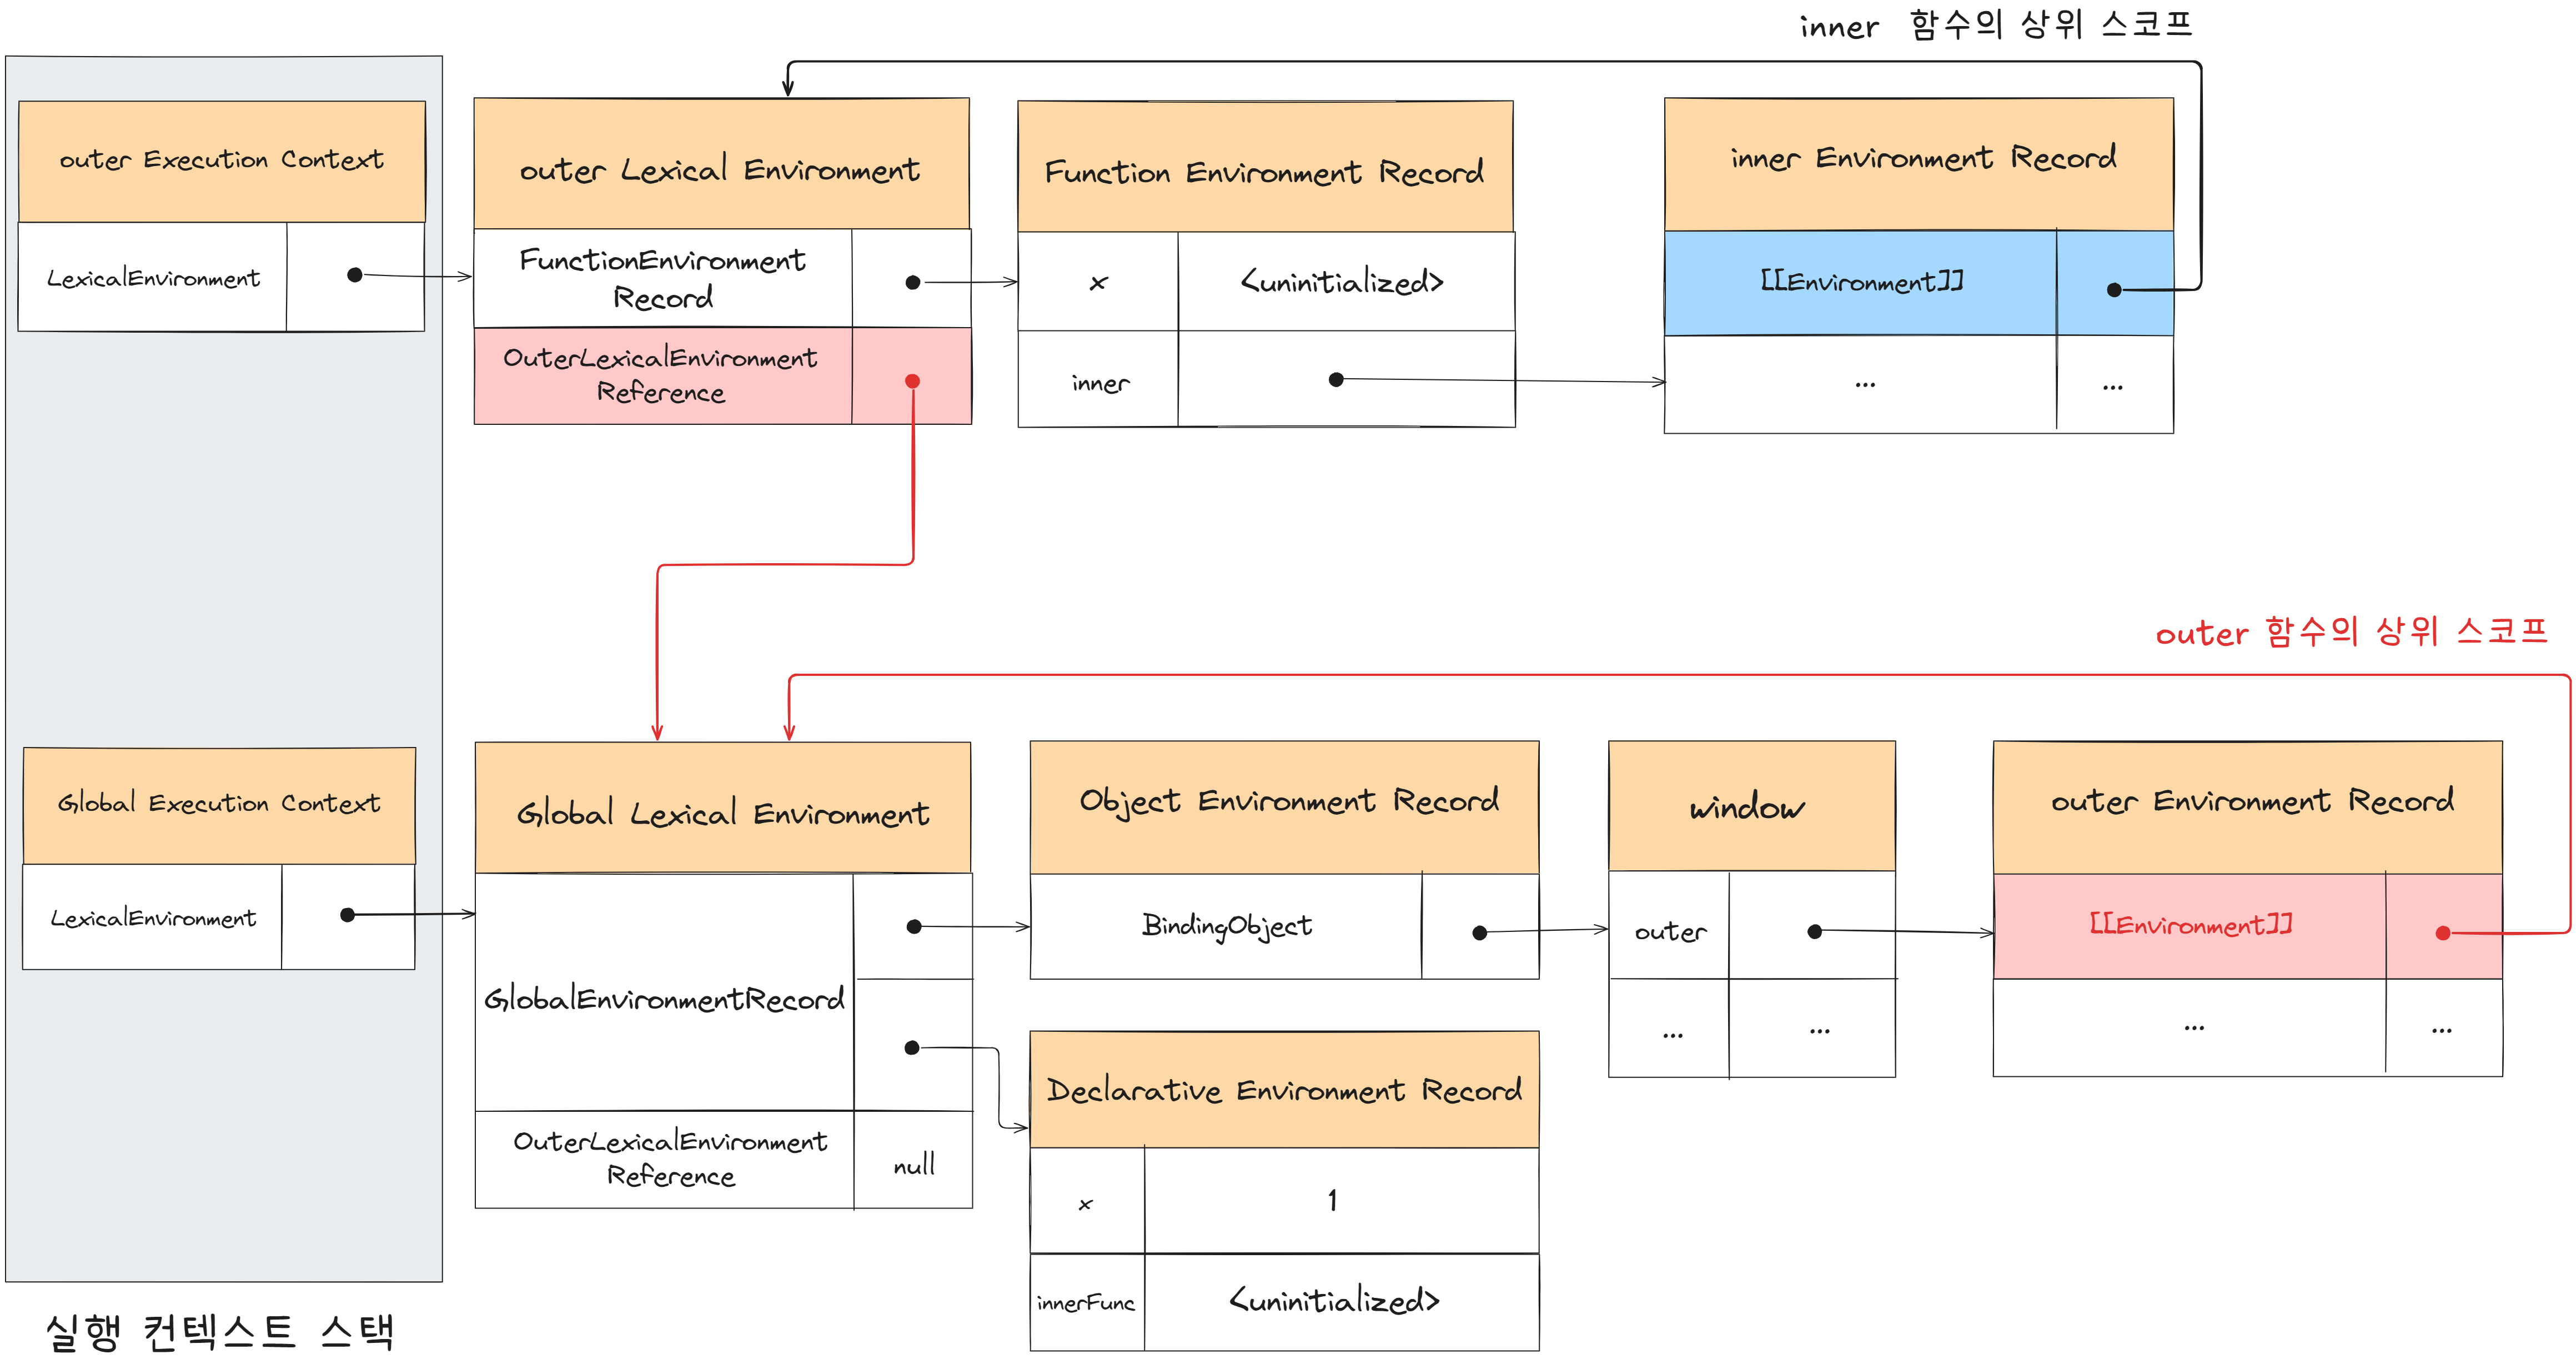 inner 함수의 상위 스코프
outer Execution Context
LexicalEnvironment
outer Lexical Environment
FunctionEnvironment
Record
OuterLexicalEnvironment
Reference
Function Environment Record
x
<uninitialized>
inner
inner Environment Record
[[Environment]]
...
...
outer 함수의 상위 스코프
Global Execution Context
LexicalEnvironment
Global Lexical Environment
GlobalEnvironmentRecord
OuterLexicalEnvironment
Reference
null
Object Environment Record
BindingObject
window
outer
...
...
outer Environment Record
[[Environment]]
...
...
Declarative Environment Record
x
1
innerFunc
<uninitialized>
실행 컨텍스트 스택